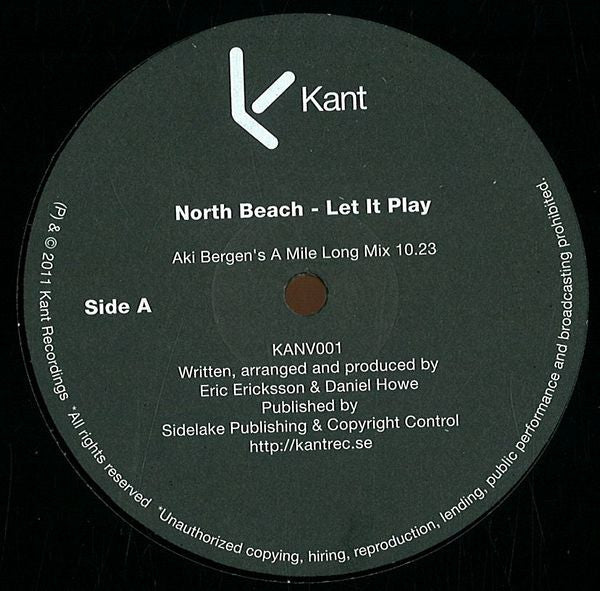 Kant
North Beach - Let It Play
Aki Bergen's A Mile Long Mix 10.23
Side A
KANV001
Written, arranged and produced by
Eric Ericksson & Daniel Howe
Published by
Sidelake Publishing & Copyright Control
http://kantrec.se
(P) & © 2011 Kant Recordings *All rights reserved *Unauthorized copying, hiring, reproduction, lending, public performance and broadcasting prohibited.